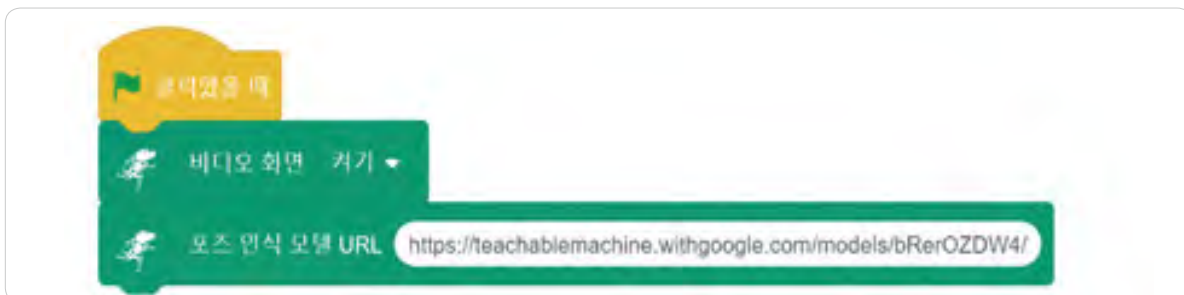 클릭했을 때
비디오 화면 켜기
포즈 인식 모델 URL https://teachablemachine.withgoogle.com/models/bRerOZDW4/